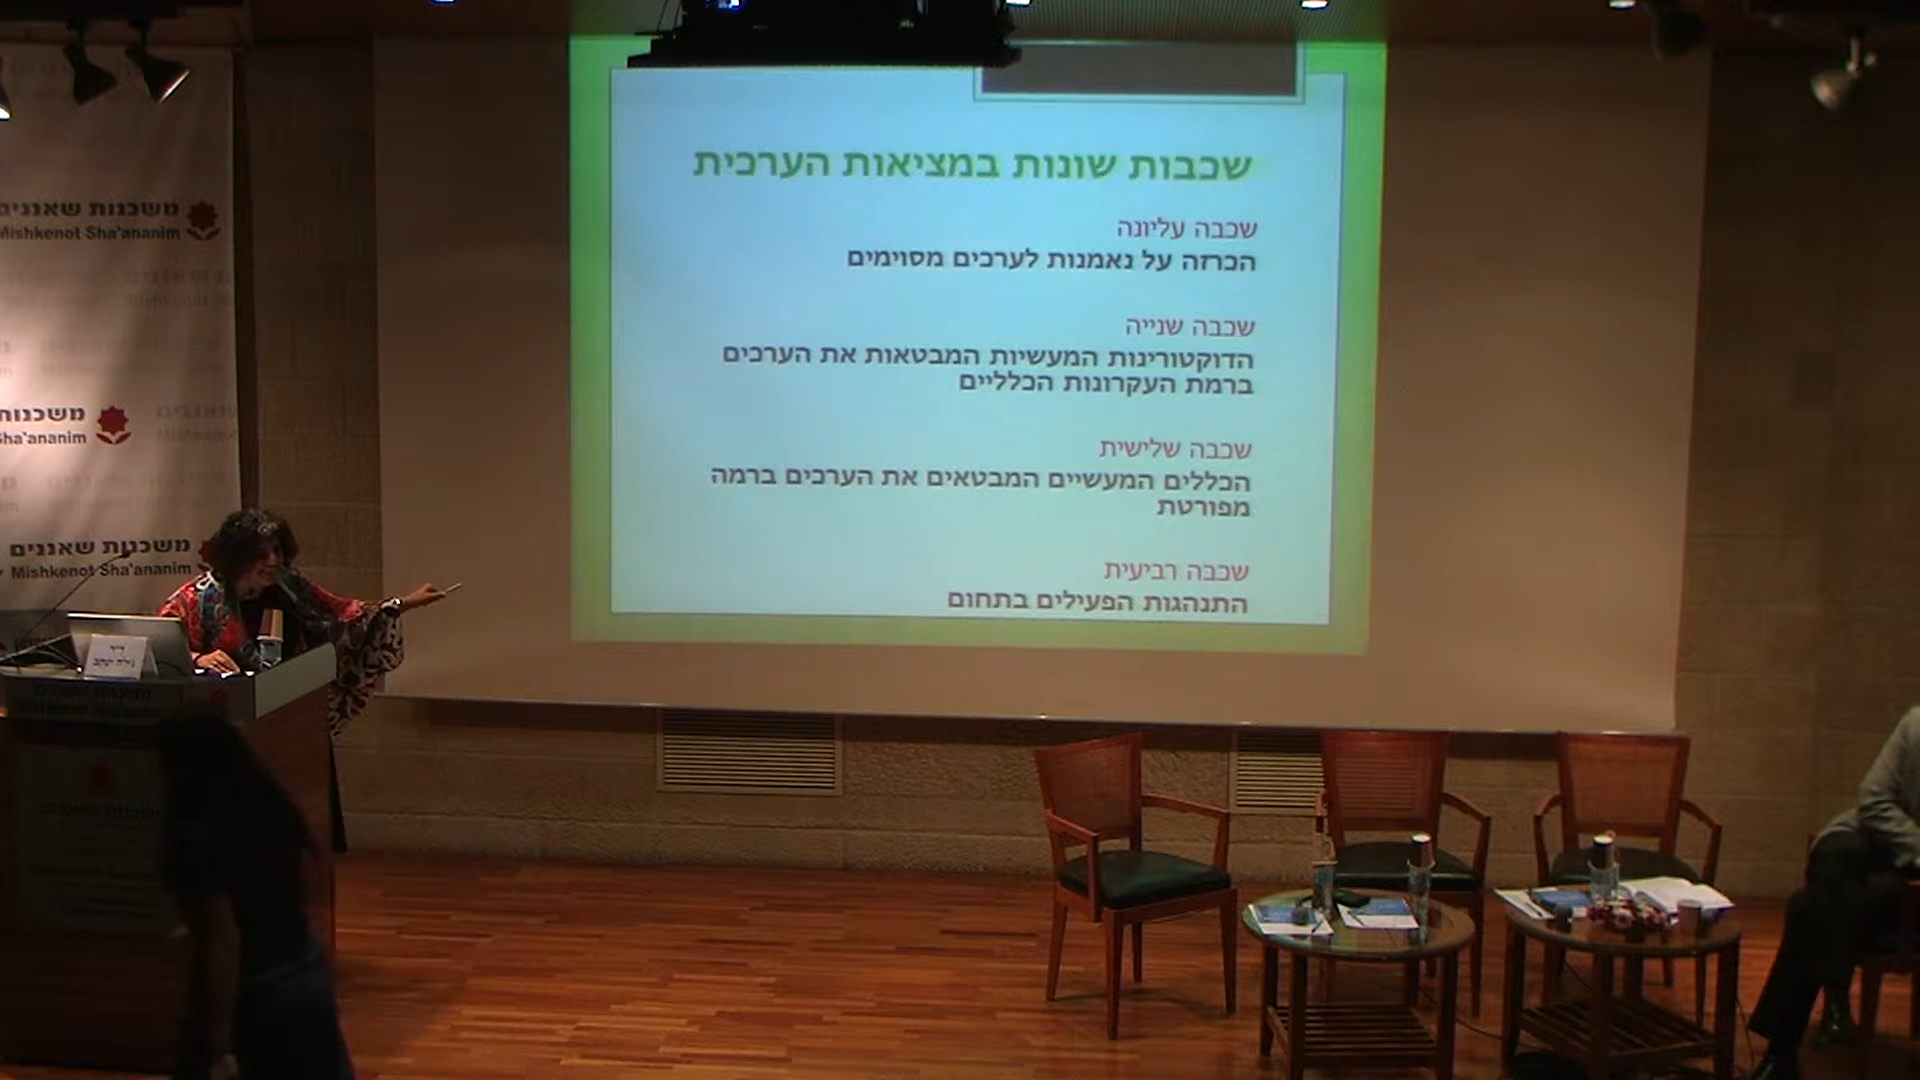 שכבות שונות במציאות הערכית
שכבה עליונה
הכרזה על נאמנות לערכים מסוימים
שכבה שנייה
הדוקטורינות המעשיות המבטאות את הערכים
ברמת העקרונות הכלליים
שכבה שלישית
הכללים המעשיים המבטאים את הערכים ברמה
מפורטת
שכבה רביעית
התנהגות הפעילים בתחום
משכנות שאננים
Mishkenot Sha'ananim
משכנות
Sha'ananim
משכנות שאננים
Mishkenot Sha'ananim
ד״ר